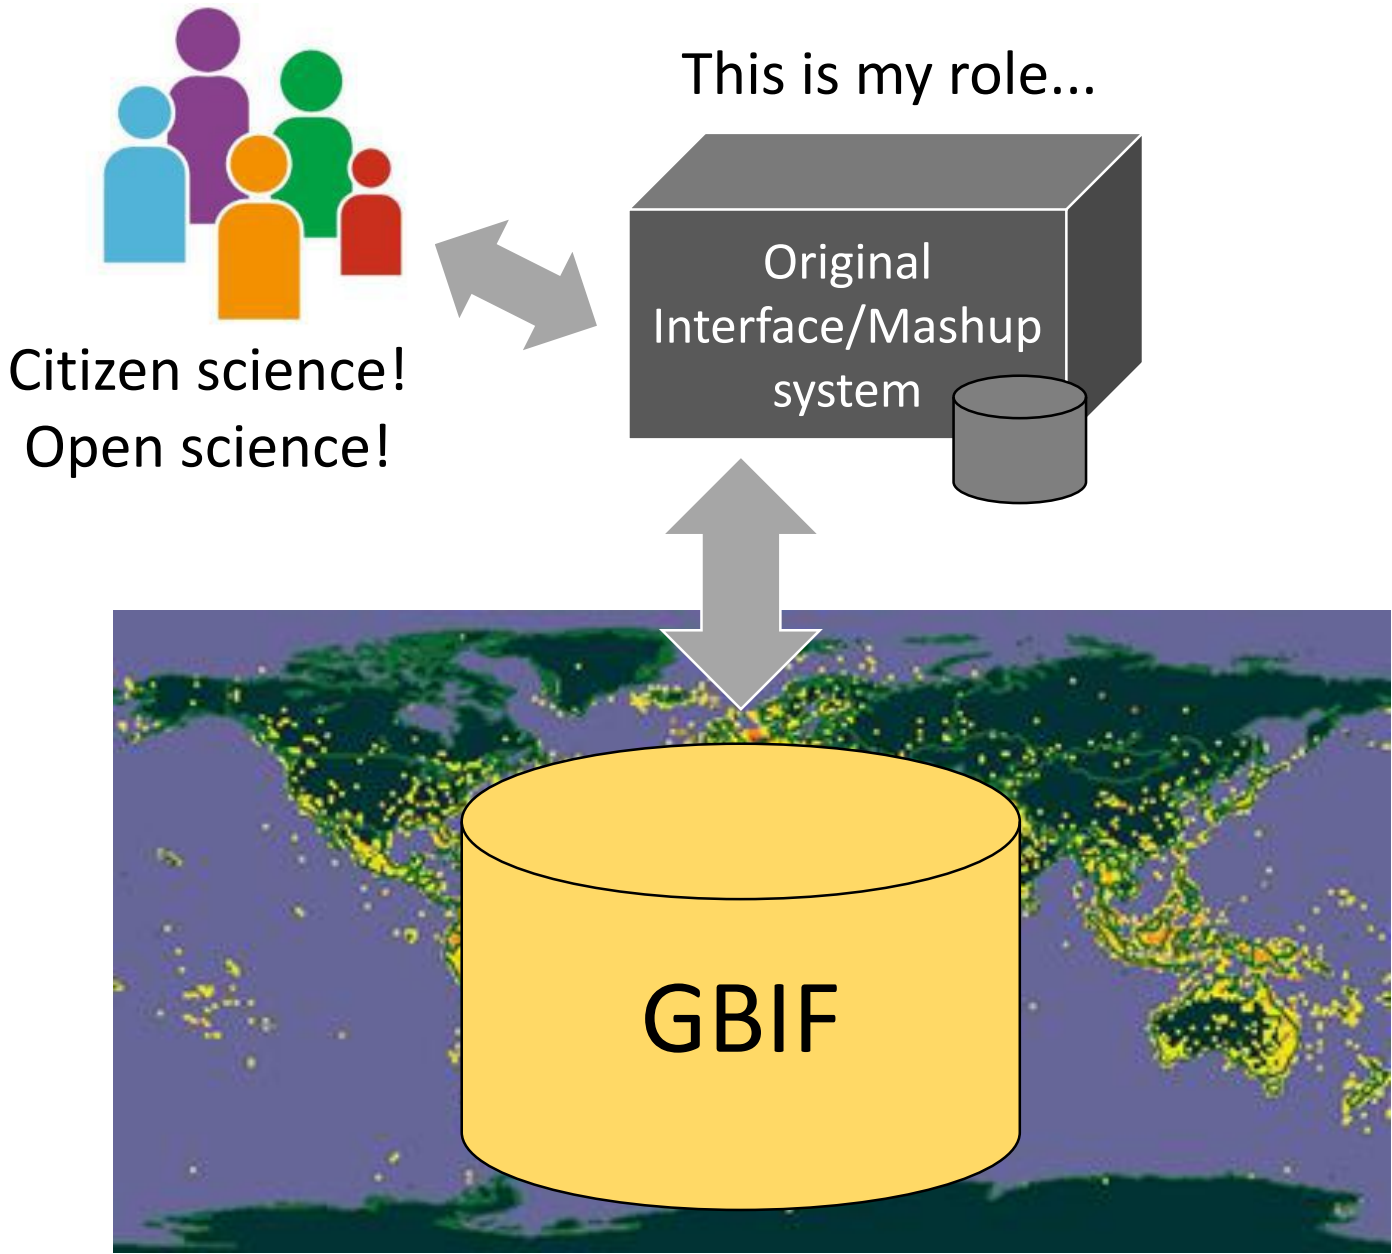 This is my role...
Original
Interface/Mashup
system
Citizen science!
Open science!
GBIF